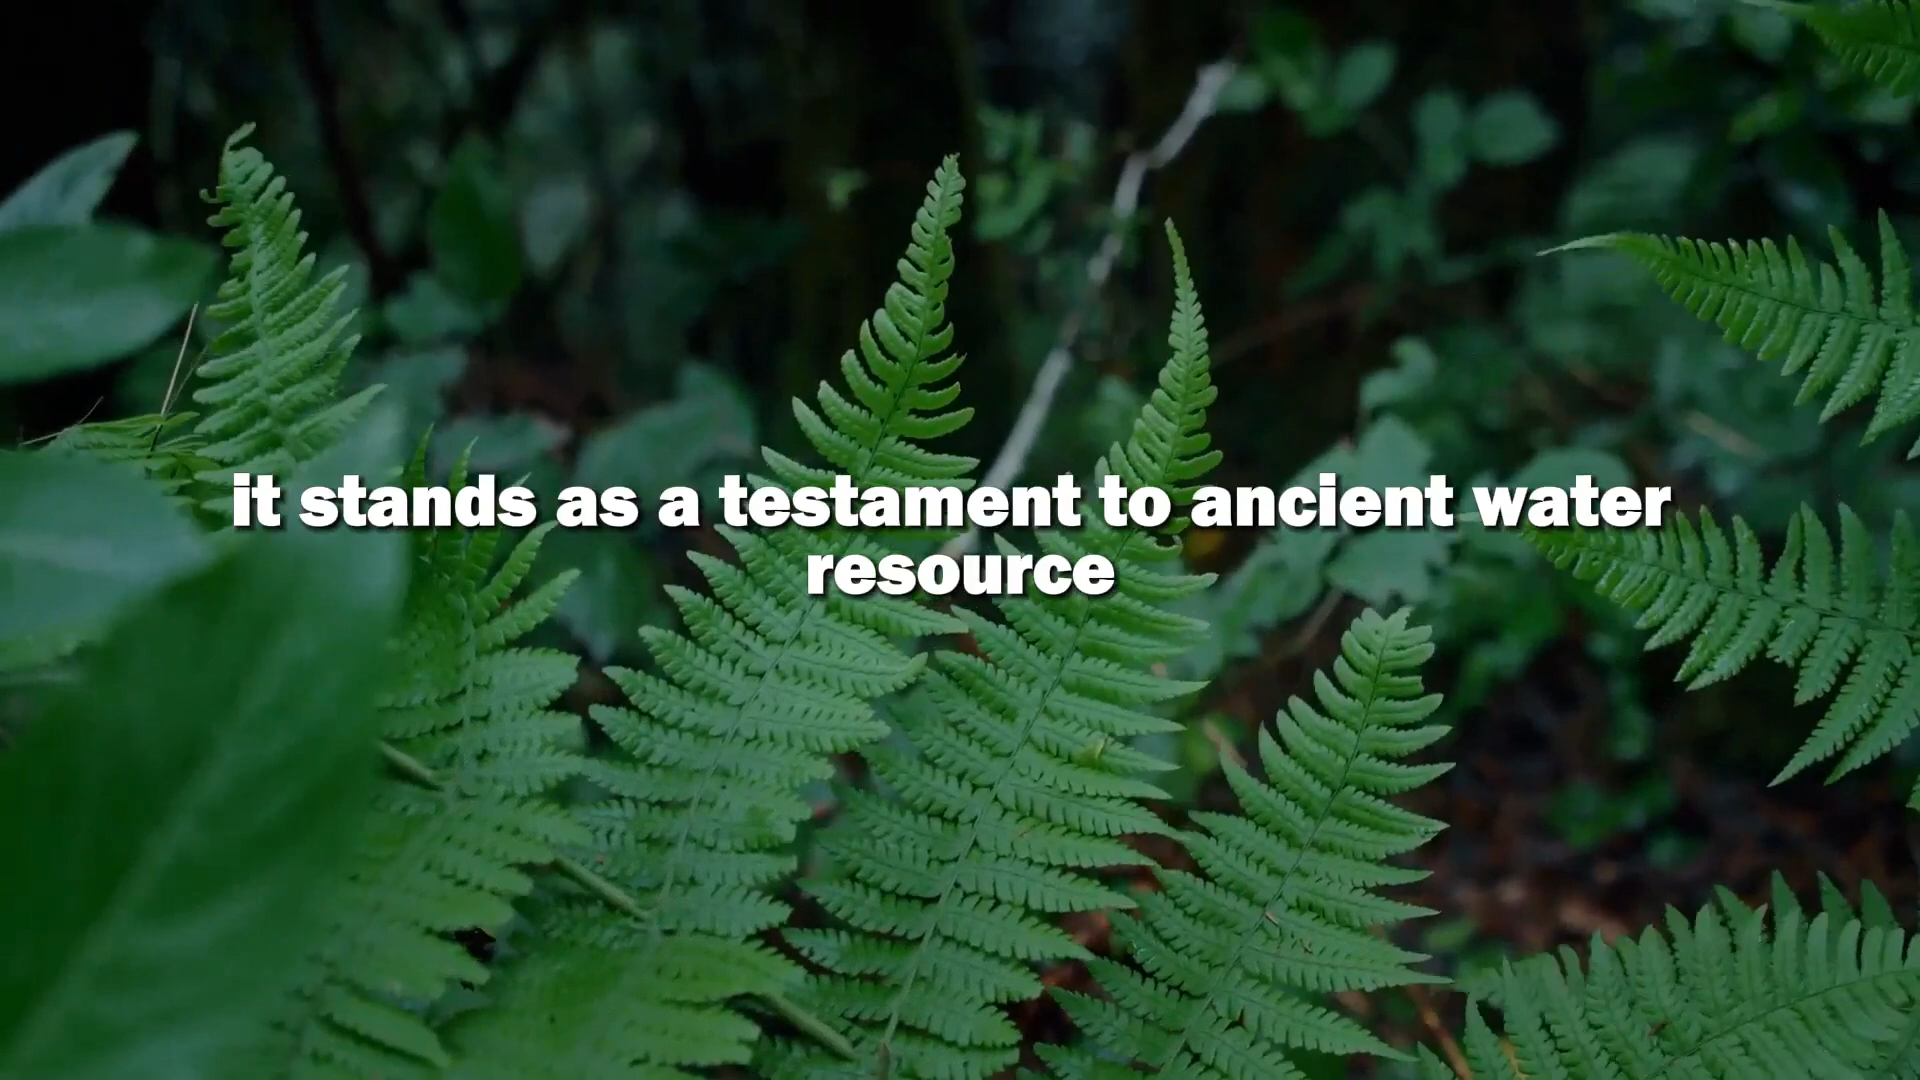 it stands as a testament to ancient water
resource